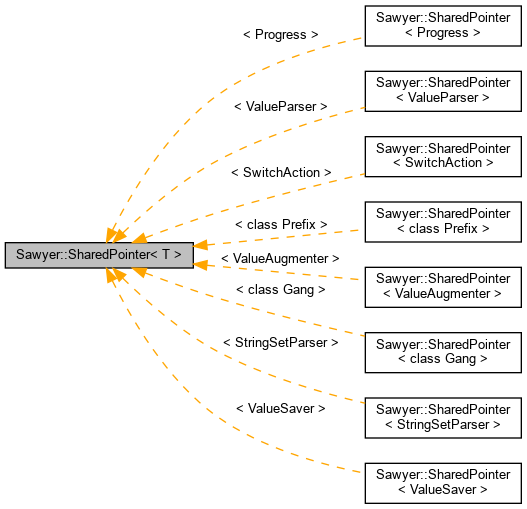 Sawyer::SharedPointer< T >
< Progress >
< ValueParser >
< SwitchAction >
< class Prefix >
< ValueAugmenter >
< class Gang >
< StringSetParser >
< ValueSaver >
Sawyer::SharedPointer
< Progress >
Sawyer::SharedPointer
< ValueParser >
Sawyer::SharedPointer
< SwitchAction >
Sawyer::SharedPointer
< class Prefix >
Sawyer::SharedPointer
< ValueAugmenter >
Sawyer::SharedPointer
< class Gang >
Sawyer::SharedPointer
< StringSetParser >
Sawyer::SharedPointer
< ValueSaver >